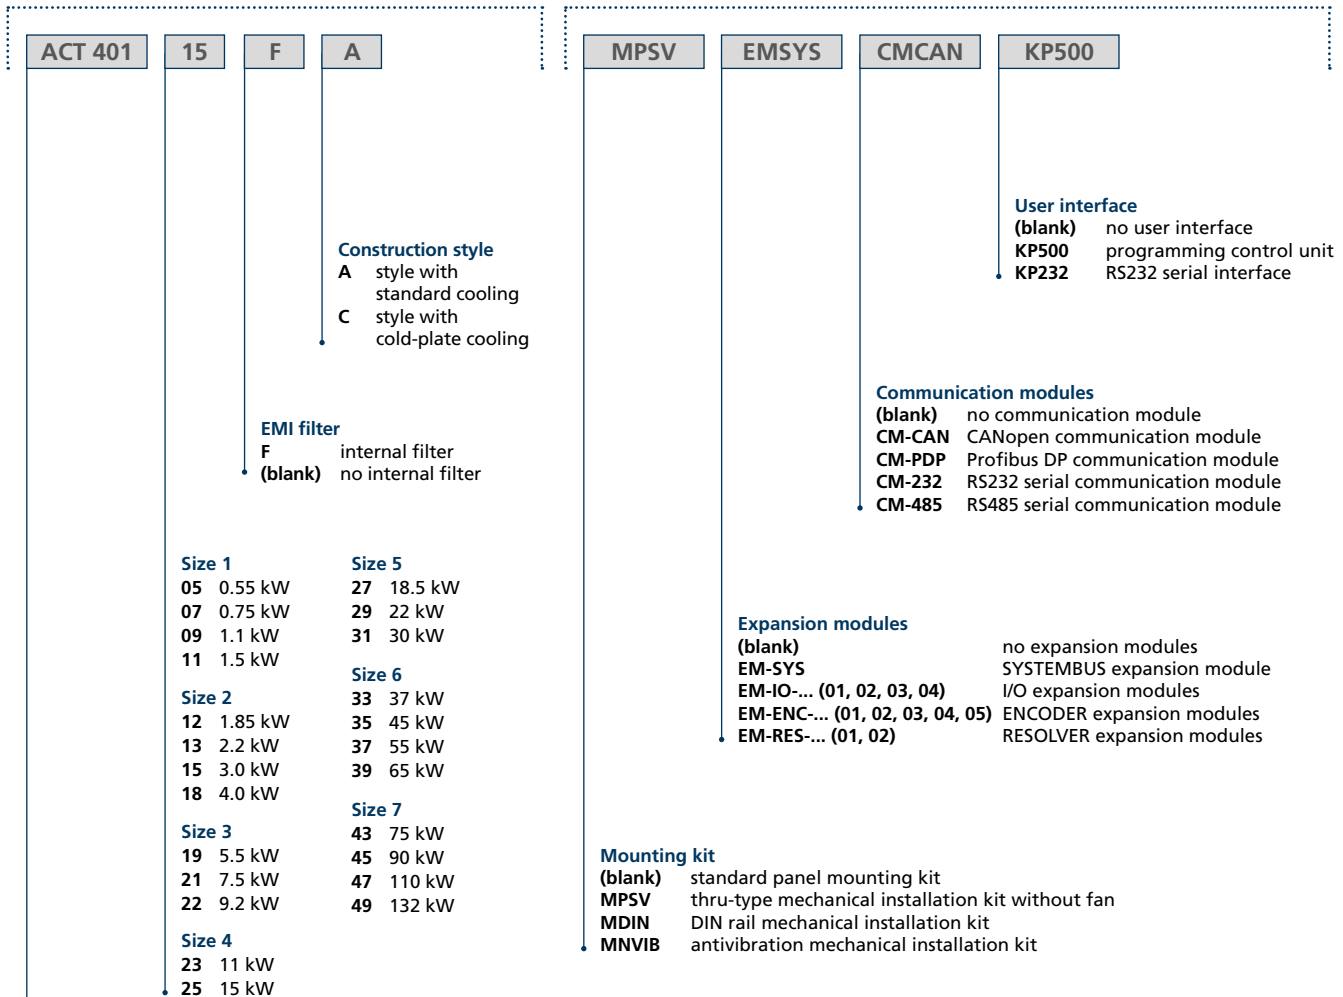 ACT 401 15 F A MPSV EMSYS CMCAN KP500
User interface
(blank) no user interface
KP500 programming control unit
KP232 RS232 serial interface
Construction style
A style with
standard cooling
C style with
cold-plate cooling
Communication modules
(blank) no communication module
CM-CAN CANopen communication module
CM-PDP Profibus DP communication module
CM-232 RS232 serial communication module
CM-485 RS485 serial communication module
EMI filter
F internal filter
(blank) no internal filter
Size 1
05 0.55 kW
07 0.75 kW
09 1.1 kW
11 1.5 kW
Size 2
12 1.85 kW
13 2.2 kW
15 3.0 kW
18 4.0 kW
Size 3
19 5.5 kW
21 7.5 kW
22 9.2 kW
Size 4
23 11 kW
25 15 kW
Size 5
27 18.5 kW
29 22 kW
31 30 kW
Size 6
33 37 kW
35 45 kW
37 55 kW
39 65 kW
Size 7
43 75 kW
45 90 kW
47 110 kW
49 132 kW
Expansion modules
(blank) no expansion modules
EM-SYS SYSTEMBUS expansion module
EM-IO-... (01, 02, 03, 04) I/O expansion modules
EM-ENC-... (01, 02, 03, 04, 05) ENCODER expansion modules
EM-RES-... (01, 02) RESOLVER expansion modules
Mounting kit
(blank) standard panel mounting kit
MPSV thru-type mechanical installation kit without fan
MDIN DIN rail mechanical installation kit
MNVIB antivibration mechanical installation kit